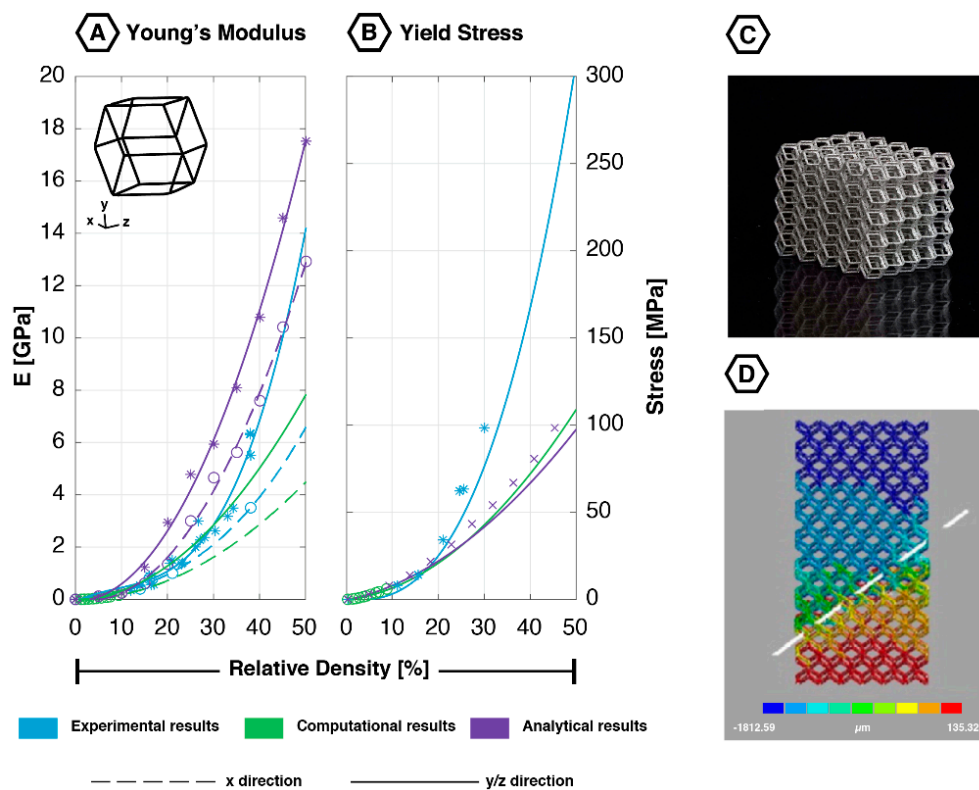 A Young's Modulus
B Yield Stress
C
20
18
16
14
12
10
8
6
4
2
0
E [GPa]
y
x z
0 10 20 30 40 50
300
250
200
150
100
50
0
Stress [MPa]
0 10 20 30 40 50
Relative Density [%]
D
-1812.59 µm 135.32
Experimental results Computational results Analytical results
x direction y/z direction